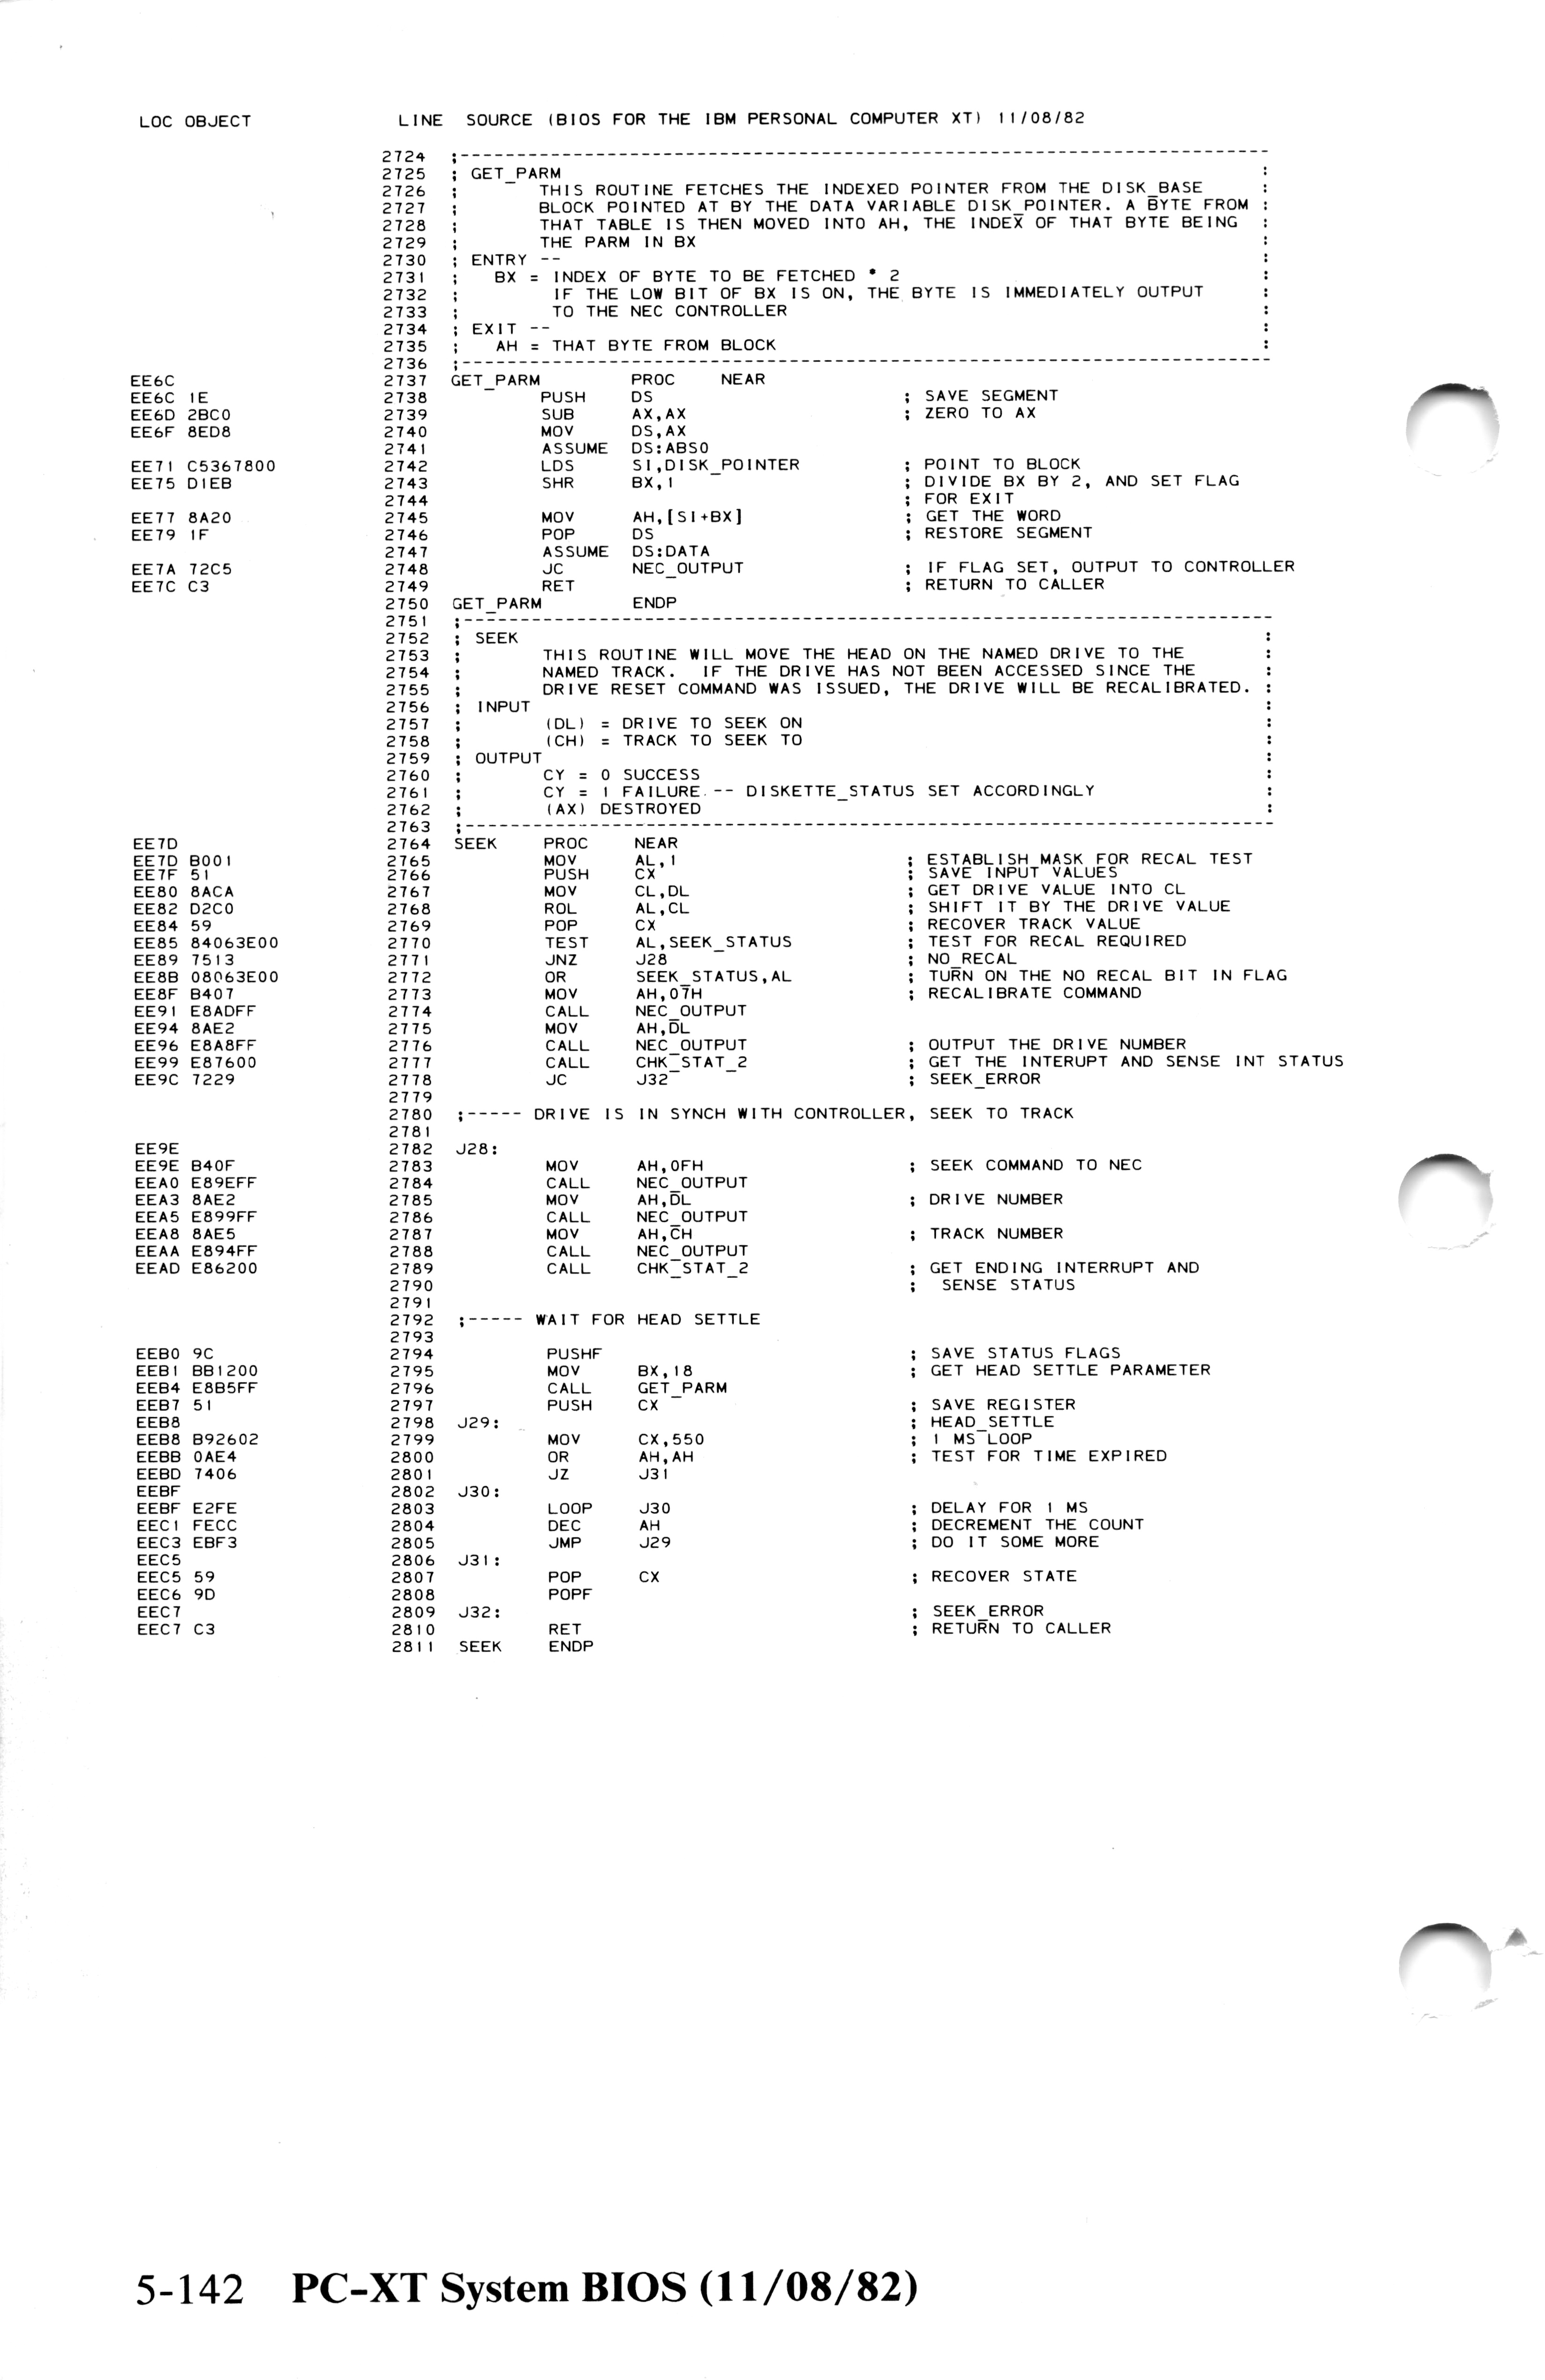 LOC OBJECT LINE SOURCE (BIOS FOR THE IBM PERSONAL COMPUTER XT) 11/08/82
2724 ;-----------------------------------------------------------------------
2725 ; GET_PARM :
2726 ; THIS ROUTINE FETCHES THE INDEXED POINTER FROM THE DISK_BASE :
2727 ; BLOCK POINTED AT BY THE DATA VARIABLE DISK_POINTER. A BYTE FROM :
2728 ; THAT TABLE IS THEN MOVED INTO AH, THE INDEX OF THAT BYTE BEING :
2729 ; THE PARM IN BX :
2730 ; ENTRY -- :
2731 ; BX = INDEX OF BYTE TO BE FETCHED * 2 :
2732 ; IF THE LOW BIT OF BX IS ON, THE BYTE IS IMMEDIATELY OUTPUT :
2733 ; TO THE NEC CONTROLLER :
2734 ; EXIT -- :
2735 ; AH = THAT BYTE FROM BLOCK :
2736 ;-----------------------------------------------------------------------
EE6C 2737 GET_PARM PROC NEAR
EE6C 1E 2738 PUSH DS ; SAVE SEGMENT
EE6D 2BC0 2739 SUB AX,AX ; ZERO TO AX
EE6F 8ED8 2740 MOV DS,AX
2741 ASSUME DS:ABS0
EE71 C5367800 2742 LDS SI,DISK_POINTER ; POINT TO BLOCK
EE75 D1EB 2743 SHR BX,1 ; DIVIDE BX BY 2, AND SET FLAG
2744 ; FOR EXIT
EE77 8A20 2745 MOV AH,[SI+BX] ; GET THE WORD
EE79 1F 2746 POP DS ; RESTORE SEGMENT
2747 ASSUME DS:DATA
EE7A 72C5 2748 JC NEC_OUTPUT ; IF FLAG SET, OUTPUT TO CONTROLLER
EE7C C3 2749 RET ; RETURN TO CALLER
2750 GET_PARM ENDP
2751 ;-----------------------------------------------------------------------
2752 ; SEEK :
2753 ; THIS ROUTINE WILL MOVE THE HEAD ON THE NAMED DRIVE TO THE :
2754 ; NAMED TRACK. IF THE DRIVE HAS NOT BEEN ACCESSED SINCE THE :
2755 ; DRIVE RESET COMMAND WAS ISSUED, THE DRIVE WILL BE RECALIBRATED. :
2756 ; INPUT :
2757 ; (DL) = DRIVE TO SEEK ON :
2758 ; (CH) = TRACK TO SEEK TO :
2759 ; OUTPUT :
2760 ; CY = 0 SUCCESS :
2761 ; CY = 1 FAILURE -- DISKETTE_STATUS SET ACCORDINGLY :
2762 ; (AX) DESTROYED :
2763 ;-----------------------------------------------------------------------
EE7D 2764 SEEK PROC NEAR
EE7D B001 2765 MOV AL,1 ; ESTABLISH MASK FOR RECAL TEST
EE7F 51 2766 PUSH CX ; SAVE INPUT VALUES
EE80 8ACA 2767 MOV CL,DL ; GET DRIVE VALUE INTO CL
EE82 D2C0 2768 ROL AL,CL ; SHIFT IT BY THE DRIVE VALUE
EE84 59 2769 POP CX ; RECOVER TRACK VALUE
EE85 84063E00 2770 TEST AL,SEEK_STATUS ; TEST FOR RECAL REQUIRED
EE89 7513 2771 JNZ J28 ; NO_RECAL
EE8B 08063E00 2772 OR SEEK_STATUS,AL ; TURN ON THE NO RECAL BIT IN FLAG
EE8F B407 2773 MOV AH,07H ; RECALIBRATE COMMAND
EE91 E8ADFF 2774 CALL NEC_OUTPUT
EE94 8AE2 2775 MOV AH,DL
EE96 E8A8FF 2776 CALL NEC_OUTPUT ; OUTPUT THE DRIVE NUMBER
EE99 E87600 2777 CALL CHK_STAT_2 ; GET THE INTERUPT AND SENSE INT STATUS
EE9C 7229 2778 JC J32 ; SEEK_ERROR
2779
2780 ;----- DRIVE IS IN SYNCH WITH CONTROLLER, SEEK TO TRACK
2781
EE9E 2782 J28:
EE9E B40F 2783 MOV AH,0FH ; SEEK COMMAND TO NEC
EEA0 E89EFF 2784 CALL NEC_OUTPUT
EEA3 8AE2 2785 MOV AH,DL ; DRIVE NUMBER
EEA5 E899FF 2786 CALL NEC_OUTPUT
EEA8 8AE5 2787 MOV AH,CH ; TRACK NUMBER
EEAA E894FF 2788 CALL NEC_OUTPUT
EEAD E86200 2789 CALL CHK_STAT_2 ; GET ENDING INTERRUPT AND
2790 ; SENSE STATUS
2791
2792 ;----- WAIT FOR HEAD SETTLE
2793
EEB0 9C 2794 PUSHF ; SAVE STATUS FLAGS
EEB1 BB1200 2795 MOV BX,18 ; GET HEAD SETTLE PARAMETER
EEB4 E8B5FF 2796 CALL GET_PARM
EEB7 51 2797 PUSH CX ; SAVE REGISTER
EEB8 2798 J29: ; HEAD_SETTLE
EEB8 B92602 2799 MOV CX,550 ; 1 MS LOOP
EEBB 0AE4 2800 OR AH,AH ; TEST FOR TIME EXPIRED
EEBD 7406 2801 JZ J31
EEBF 2802 J30:
EEBF E2FE 2803 LOOP J30 ; DELAY FOR 1 MS
EEC1 FECC 2804 DEC AH ; DECREMENT THE COUNT
EEC3 EBF3 2805 JMP J29 ; DO IT SOME MORE
EEC5 2806 J31:
EEC5 59 2807 POP CX ; RECOVER STATE
EEC6 9D 2808 POPF
EEC7 2809 J32: ; SEEK_ERROR
EEC7 C3 2810 RET ; RETURN TO CALLER
2811 SEEK ENDP
5-142 PC-XT System BIOS (11/08/82)